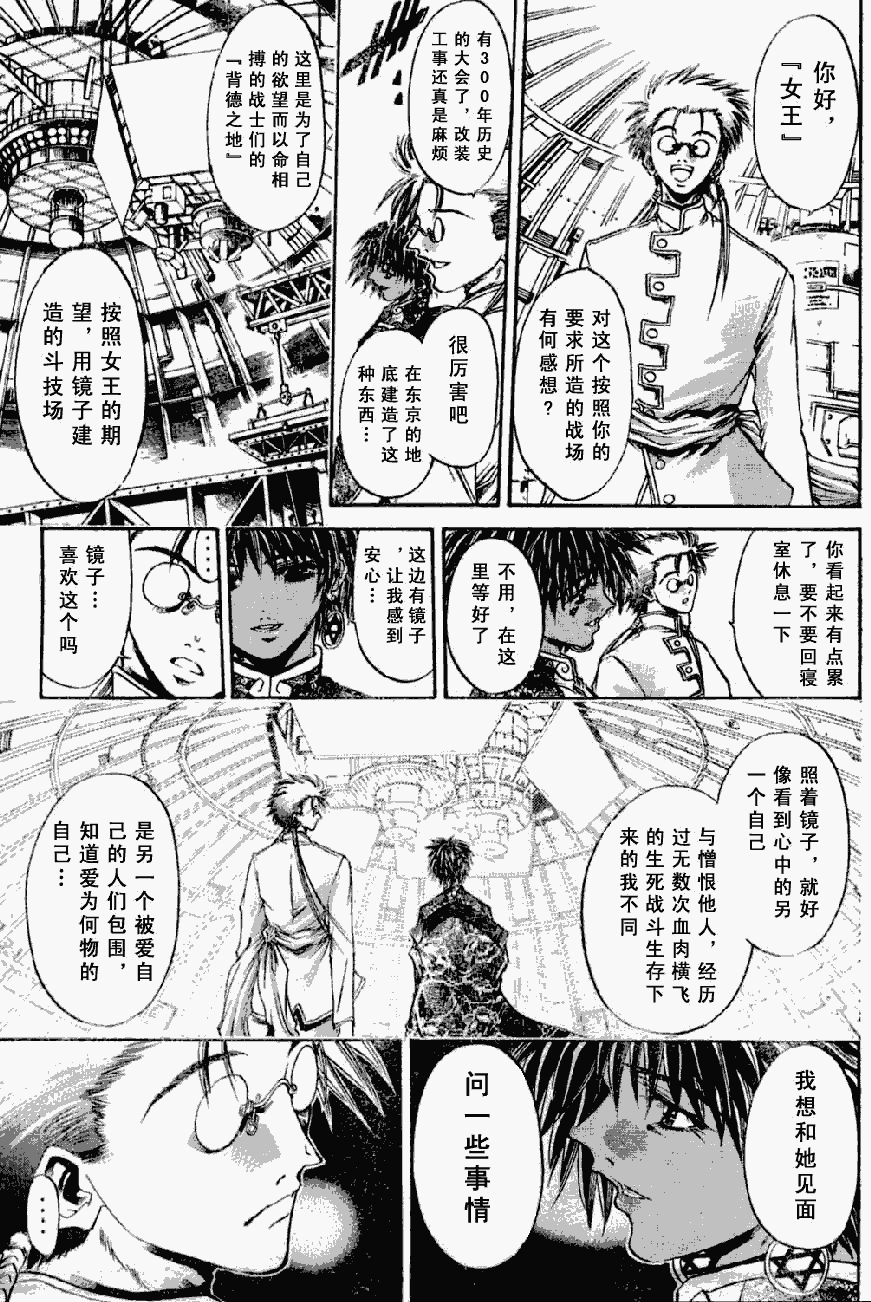 你好，
『女王』
对这个按照你的
要求所造的战场
有何感想？
有300年历史
的大会了，改装
工事还真是麻烦
很厉害吧
在东京的地
底建造了这
种东西…
这里是为了自己
的欲望而以命相
搏的战士们的
『背德之地』
按照女王的期
望，用镜子建
造的斗技场
你看起来有点累
了，要不要回寝
室休息一下
不用，在这
里等好了
这边有镜子
，让我感到
安心…
…
镜子…
喜欢这个吗
照着镜子，就好
像看到心中的另
一个自己
与憎恨他人，经历
过无数次血肉横飞
的生死战斗生存下
来的我不同
是另一个被爱自
己的人们包围，
知道爱为何物的
自己…
我想和她见面
问一些事情
……